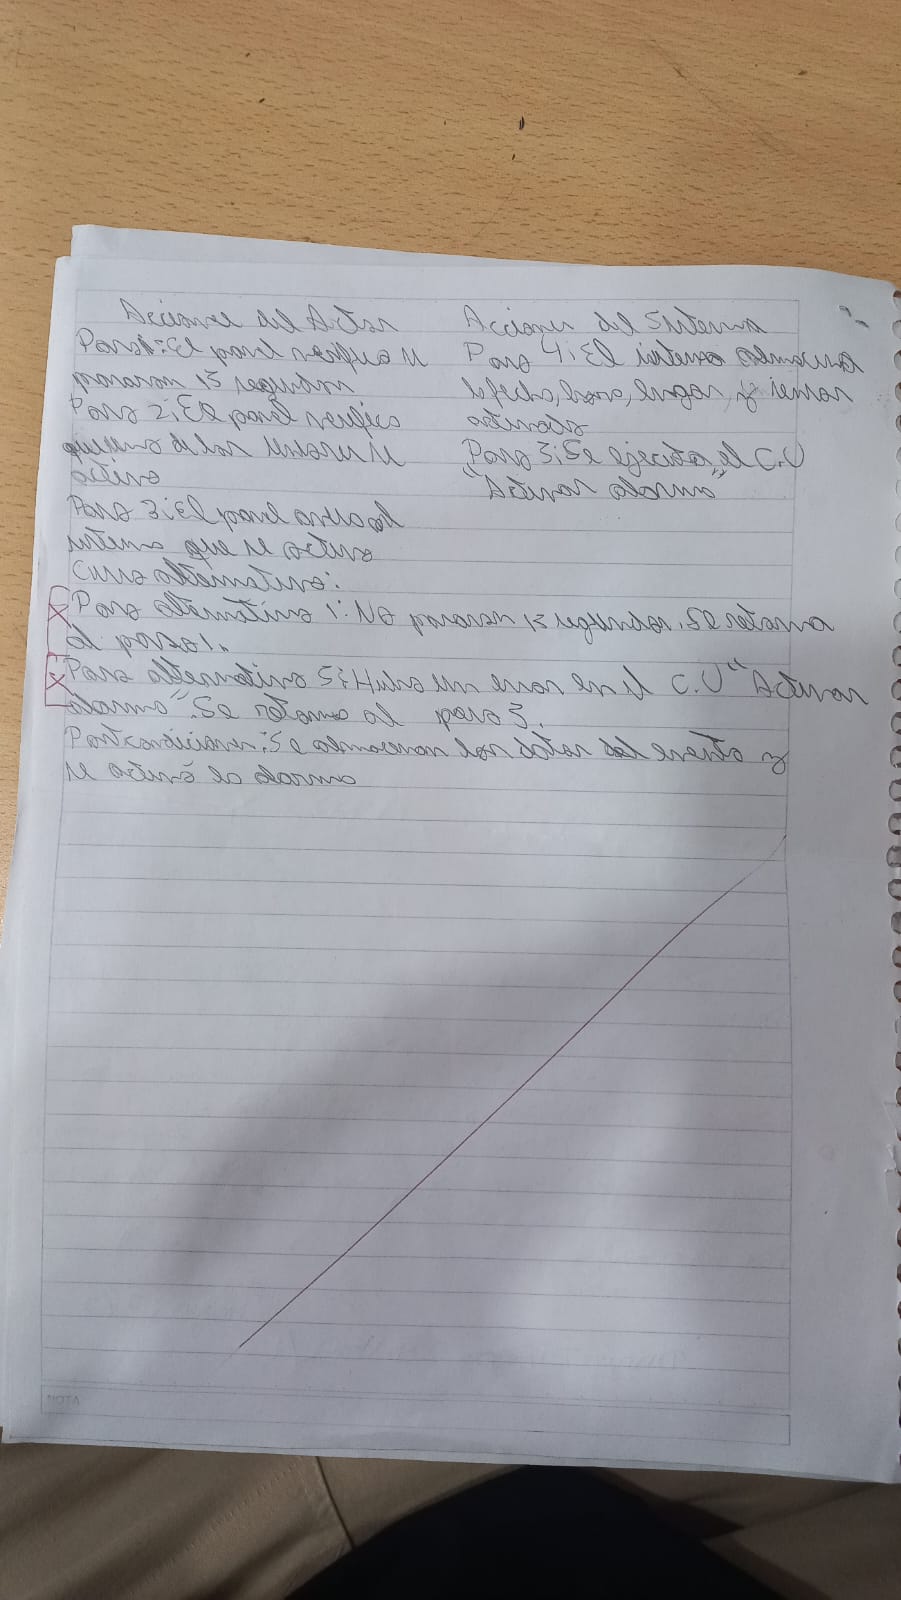 Acciones del Actor
Paso 1: El panel verifica si
pasaron 15 segundos
Paso 2: El panel verifica
que uno de los sensores se
activo
Paso 3: El panel avisa al
sistema que se activo
Acciones del Sistema
Paso 4: El sistema almacena
la fecha, hora, lugar, y sensor
activado
Paso 5: Se ejecuta el C.U
"Activar alarma"
Curso alternativo:
Paso alternativo 1: No pasaron 15 segundos. Se retorna
al paso 1.
Paso alternativo 5: Hubo un error en el C.U "Activar
alarma". Se retorna al paso 5.
Postcondiciones: Se almacenan los datos del evento y
se activó la alarma
NOTA